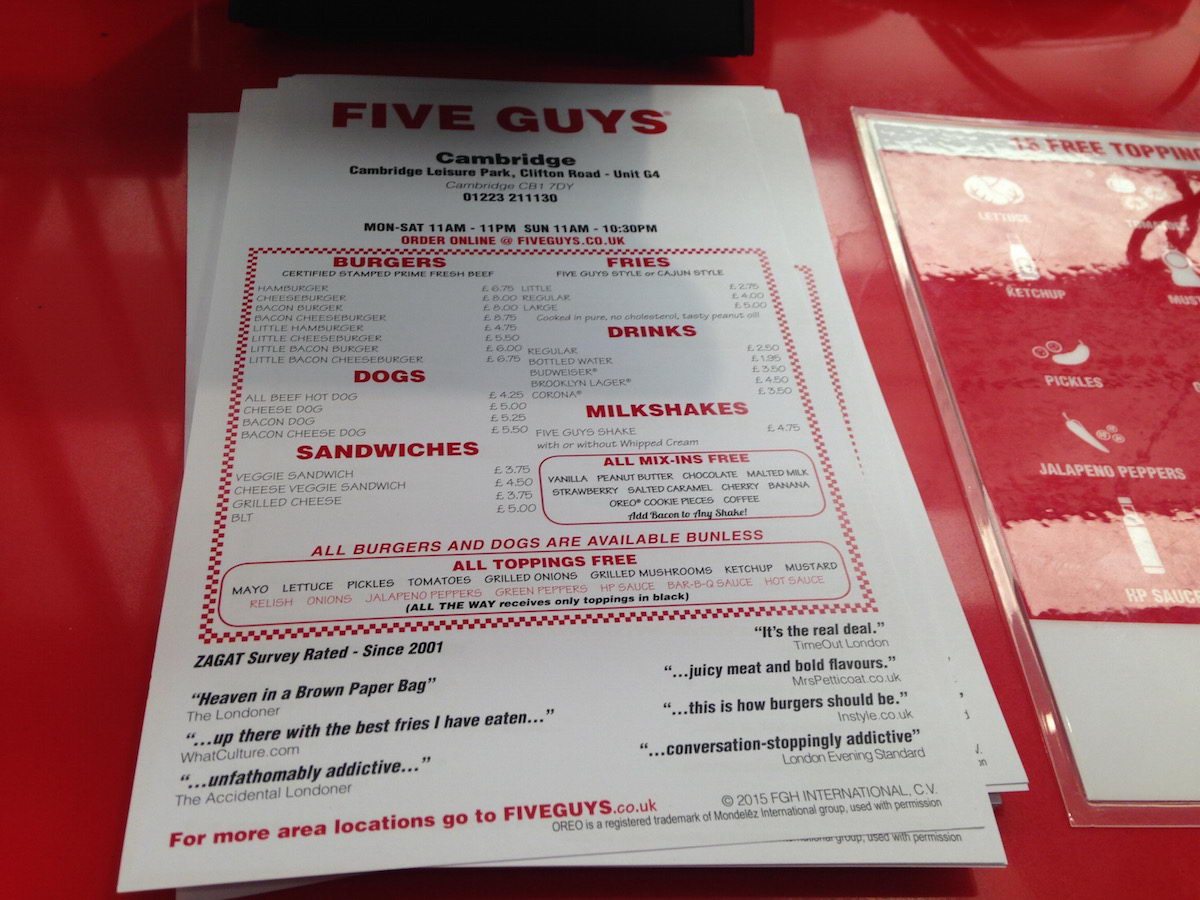 FIVE GUYS®
Cambridge
Cambridge Leisure Park, Clifton Road - Unit G4
Cambridge CB1 7DY
01223 211130
MON-SAT 11AM - 11PM SUN 11AM - 10:30PM
ORDER ONLINE @ FIVEGUYS.CO.UK
BURGERS
CERTIFIED STAMPED PRIME FRESH BEEF
HAMBURGER £ 6.75
CHEESEBURGER £ 8.00
BACON BURGER £ 8.00
BACON CHEESEBURGER £ 8.75
LITTLE HAMBURGER £ 4.75
LITTLE CHEESEBURGER £ 5.50
LITTLE BACON BURGER £ 6.00
LITTLE BACON CHEESEBURGER £ 6.75
DOGS
ALL BEEF HOT DOG £ 4.25
CHEESE DOG £ 5.00
BACON DOG £ 5.25
BACON CHEESE DOG £ 5.50
SANDWICHES
VEGGIE SANDWICH £ 3.75
CHEESE VEGGIE SANDWICH £ 4.50
GRILLED CHEESE £ 3.75
BLT £ 5.00
FRIES
FIVE GUYS STYLE or CAJUN STYLE
LITTLE £ 2.75
REGULAR £ 4.00
LARGE £ 5.00
Cooked in pure, no cholesterol, tasty peanut oil!
DRINKS
REGULAR £ 2.50
BOTTLED WATER £ 1.95
BUDWEISER® £ 3.50
BROOKLYN LAGER® £ 4.50
CORONA® £ 3.50
MILKSHAKES
FIVE GUYS SHAKE £ 4.75
with or without Whipped Cream
ALL MIX-INS FREE
VANILLA PEANUT BUTTER CHOCOLATE MALTED MILK
STRAWBERRY SALTED CARAMEL CHERRY BANANA
OREO® COOKIE PIECES COFFEE
Add Bacon to Any Shake!
ALL BURGERS AND DOGS ARE AVAILABLE BUNLESS
ALL TOPPINGS FREE
MAYO LETTUCE PICKLES TOMATOES GRILLED ONIONS GRILLED MUSHROOMS KETCHUP MUSTARD
RELISH ONIONS JALAPENO PEPPERS GREEN PEPPERS HP SAUCE BAR-B-Q SAUCE HOT SAUCE
(ALL THE WAY receives only toppings in black)
ZAGAT Survey Rated - Since 2001
"Heaven in a Brown Paper Bag"
The Londoner
"...up there with the best fries I have eaten..."
WhatCulture.com
"...unfathomably addictive..."
The Accidental Londoner
"It's the real deal."
TimeOut London
"...juicy meat and bold flavours."
MrsPetticoat.co.uk
"...this is how burgers should be."
Instyle.co.uk
"...conversation-stoppingly addictive"
London Evening Standard
For more area locations go to FIVEGUYS.co.uk
© 2015 FGH INTERNATIONAL, C.V.
OREO is a registered trademark of Mondelēz International group, used with permission
international group, used with permission
15 FREE TOPPING
LETTUCE
KETCHUP
MUS
PICKLES
JALAPENO PEPPERS
HP SAUCE